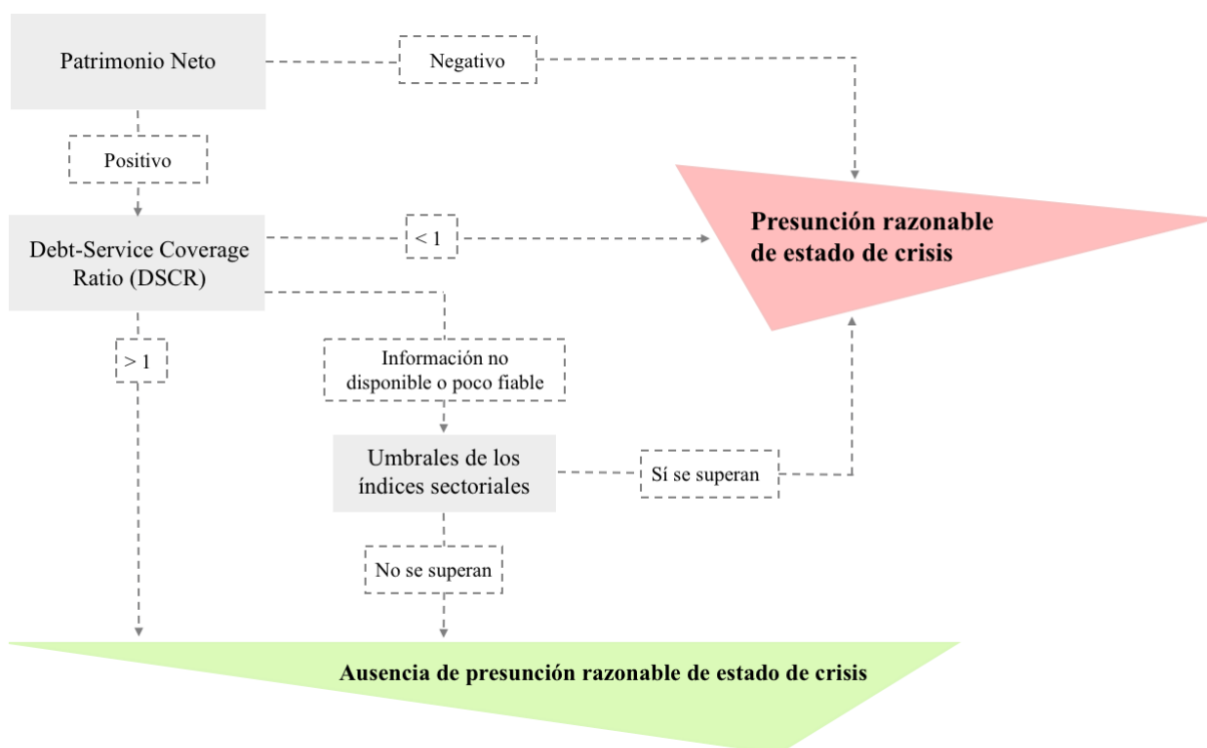 Patrimonio Neto
Negativo
Positivo
Presunción razonable
de estado de crisis
Debt-Service Coverage
Ratio (DSCR)
< 1
> 1
Información no
disponible o poco fiable
Umbrales de los
índices sectoriales
Sí se superan
No se superan
Ausencia de presunción razonable de estado de crisis